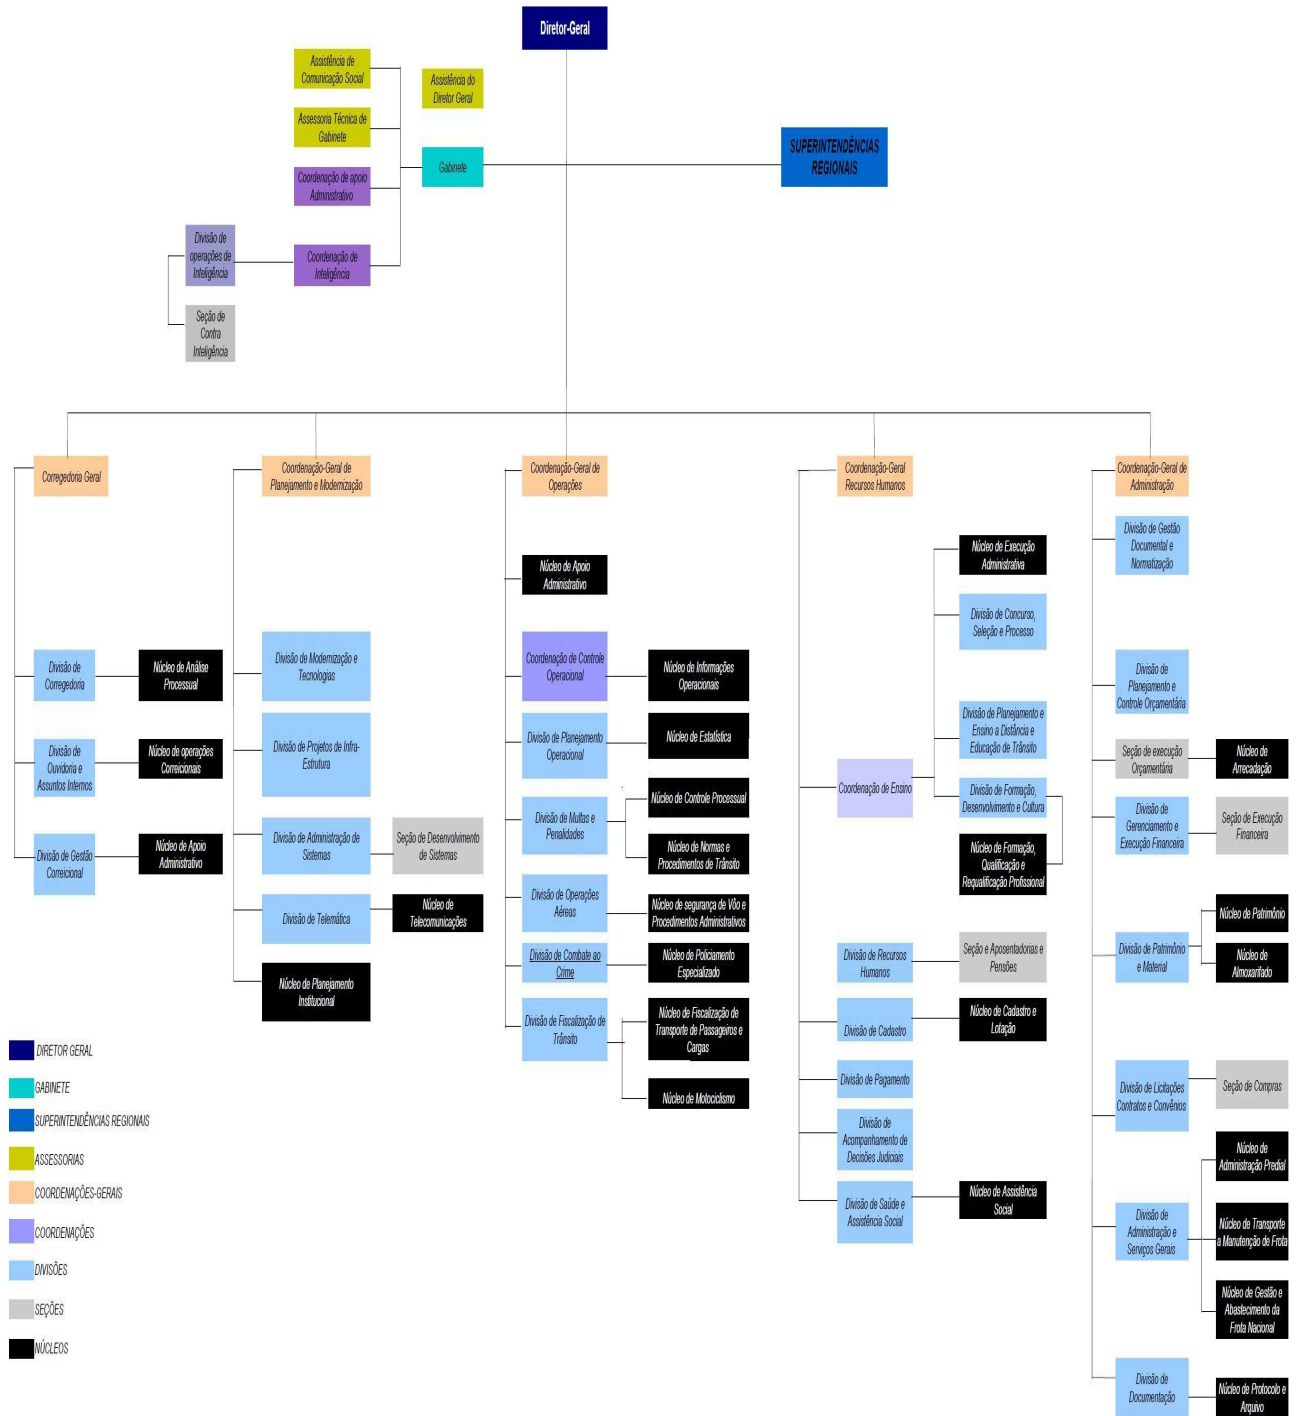 Diretor-Geral
Assistência de
Comunicação Social
Assistência do
Diretor Geral
Assessoria Técnica de
Gabinete
SUPERINTENDÊNCIAS
REGIONAIS
Gabinete
Coordenação de apoio
Administrativo
Divisão de
operações de
Inteligência
Coordenação de
Inteligência
Seção de
Contra
Inteligência
Corregedoria Geral
Divisão de
Corregedoria
Núcleo de Análise
Processual
Divisão de
Ouvidoria e
Assuntos Internos
Núcleo de operações
Correicionais
Divisão de Gestão
Correicional
Núcleo de Apoio
Administrativo
Coordenação-Geral de
Planejamento e Modernização
Divisão de Modernização e
Tecnologias
Divisão de Projetos de Infra-
Estrutura
Divisão de Administração de
Sistemas
Seção de Desenvolvimento
de Sistemas
Divisão de Telemática
Núcleo de
Telecomunicações
Núcleo de Planejamento
Institucional
Coordenação-Geral de
Operações
Núcleo de Apoio
Administrativo
Coordenação de Controle
Operacional
Núcleo de Informações
Operacionais
Divisão de Planejamento
Operacional
Núcleo de Estatística
Divisão de Multas e
Penalidades
Núcleo de Controle Processual
Núcleo de Normas e
Procedimentos de Trânsito
Divisão de Operações
Aéreas
Núcleo de segurança de Vôo e
Procedimentos Administrativos
Divisão de Combate ao
Crime
Núcleo de Policiamento
Especializado
Divisão de Fiscalização de
Trânsito
Núcleo de Fiscalização de
Transporte de Passageiros e
Cargas
Núcleo de Motociclismo
Coordenação-Geral
Recursos Humanos
Núcleo de Execução
Administrativa
Divisão de Concurso,
Seleção e Processo
Divisão de Planejamento e
Ensino a Distância e
Educação de Trânsito
Coordenação de Ensino
Divisão de Formação,
Desenvolvimento e Cultura
Núcleo de Formação,
Qualificação e
Requalificação Profissional
Divisão de Recursos
Humanos
Seção e Aposentadorias e
Pensões
Divisão de Cadastro
Núcleo de Cadastro e
Lotação
Divisão de Pagamento
Divisão de
Acompanhamento de
Decisões Judiciais
Divisão de Saúde e
Assistência Social
Núcleo de Assistência
Social
Coordenação-Geral de
Administração
Divisão de Gestão
Documental e
Normatização
Divisão de
Planejamento e
Controle Orçamentária
Seção de execução
Orçamentária
Núcleo de
Arrecadação
Divisão de
Gerenciamento e
Execução Financeira
Seção de Execução
Financeira
Divisão de Patrimônio
e Material
Núcleo de Patrimônio
Núcleo de
Almoxarifado
Divisão de Licitações
Contratos e Convênios
Seção de Compras
Divisão de
Administração e
Serviços Gerais
Núcleo de
Administração Predial
Núcleo de Transporte
a Manutenção de Frota
Núcleo de Gestão e
Abastecimento da
Frota Nacional
Divisão de
Documentação
Núcleo de Protocolo e
Arquivo
DIRETOR GERAL
GABINETE
SUPERINTENDÊNCIAS REGIONAIS
ASSESSORIAS
COORDENAÇÕES-GERAIS
COORDENAÇÕES
DIVISÕES
SEÇÕES
NÚCLEOS